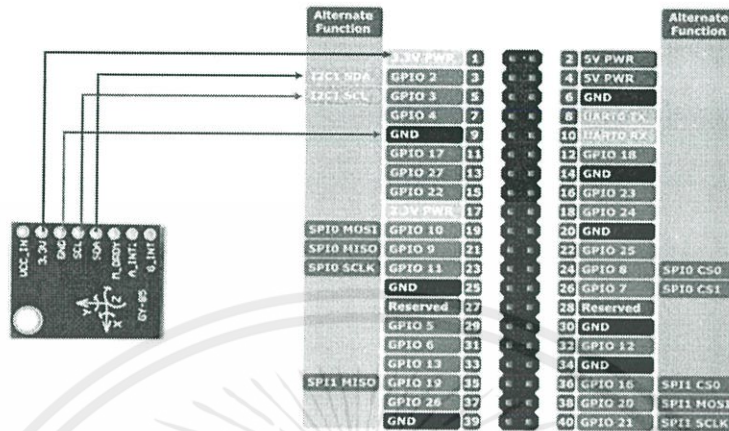 Alternate Function
Alternate Function
3.3V PWR 1 2 5V PWR
I2C1 SDA GPIO 2 3 4 5V PWR
I2C1 SCL GPIO 3 5 6 GND
GPIO 4 7 8 UART0 TX
GND 9 10 UART0 RX
GPIO 17 11 12 GPIO 18
GPIO 27 13 14 GND
GPIO 22 15 16 GPIO 23
3.3V PWR 17 18 GPIO 24
SPI0 MOSI GPIO 10 19 20 GND
SPI0 MISO GPIO 9 21 22 GPIO 25
SPI0 SCLK GPIO 11 23 24 GPIO 8 SPI0 CS0
GND 25 26 GPIO 7 SPI0 CS1
Reserved 27 28 Reserved
GPIO 5 29 30 GND
GPIO 6 31 32 GPIO 12
GPIO 13 33 34 GND
SPI1 MISO GPIO 19 35 36 GPIO 16 SPI1 CS0
GPIO 26 37 38 GPIO 20 SPI1 MOSI
GND 39 40 GPIO 21 SPI1 SCLK
VCC_IN
3.3V
GND
SCL
SDA
M_DRDY
A_INT1
G_INT
Y
Z
X
GY-85